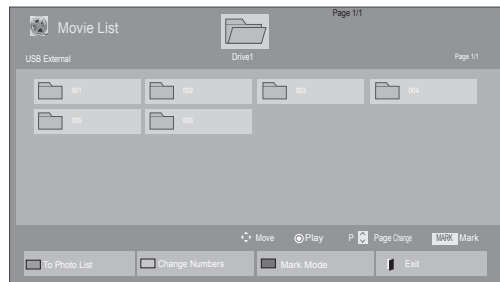 Page 1/1
Movie List
Drive1
USB External
Page 1/1
001 002 003 004
005 006
Move Play P Page Change MARK Mark
To Photo List Change Numbers Mark Mode Exit